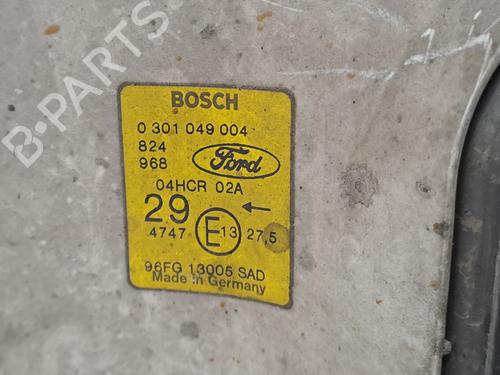 BOSCH
0 301 049 004
824
968
Ford
04HCR 02A
29
4747 E 13 27,5
96FG 13005 SAD
Made in Germany
B-PARTS